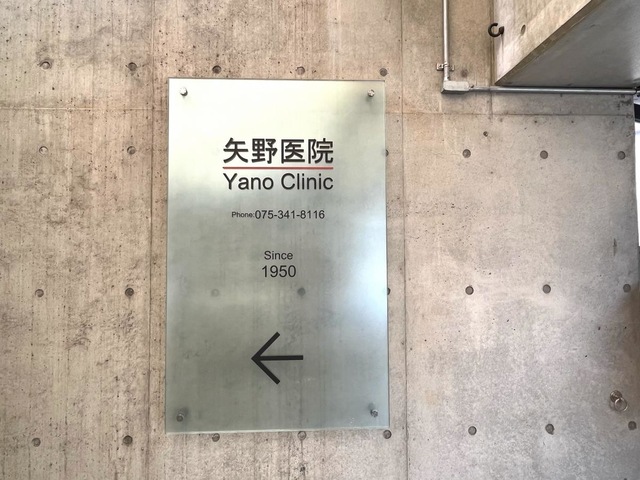 矢野医院
Yano Clinic
Phone:075-341-8116
Since
1950